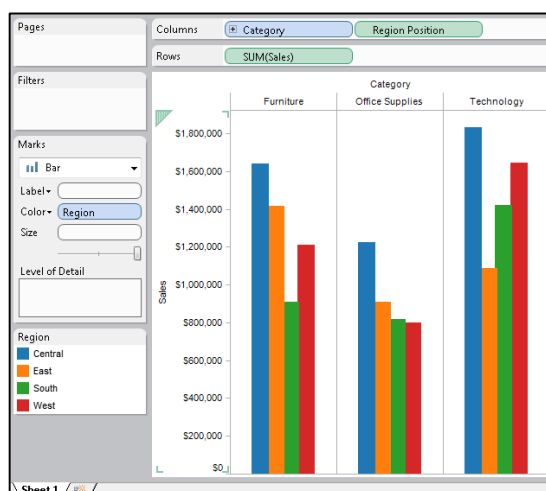 Pages
Columns
Category
Region Position
Rows
SUM(Sales)
Filters
Marks
Bar
Label
Color
Region
Size
Level of Detail
Region
Central
East
South
West
Category
Furniture
Office Supplies
Technology
Sales
$1,800,000
$1,600,000
$1,400,000
$1,200,000
$1,000,000
$800,000
$600,000
$400,000
$200,000
$0
Sheet 1